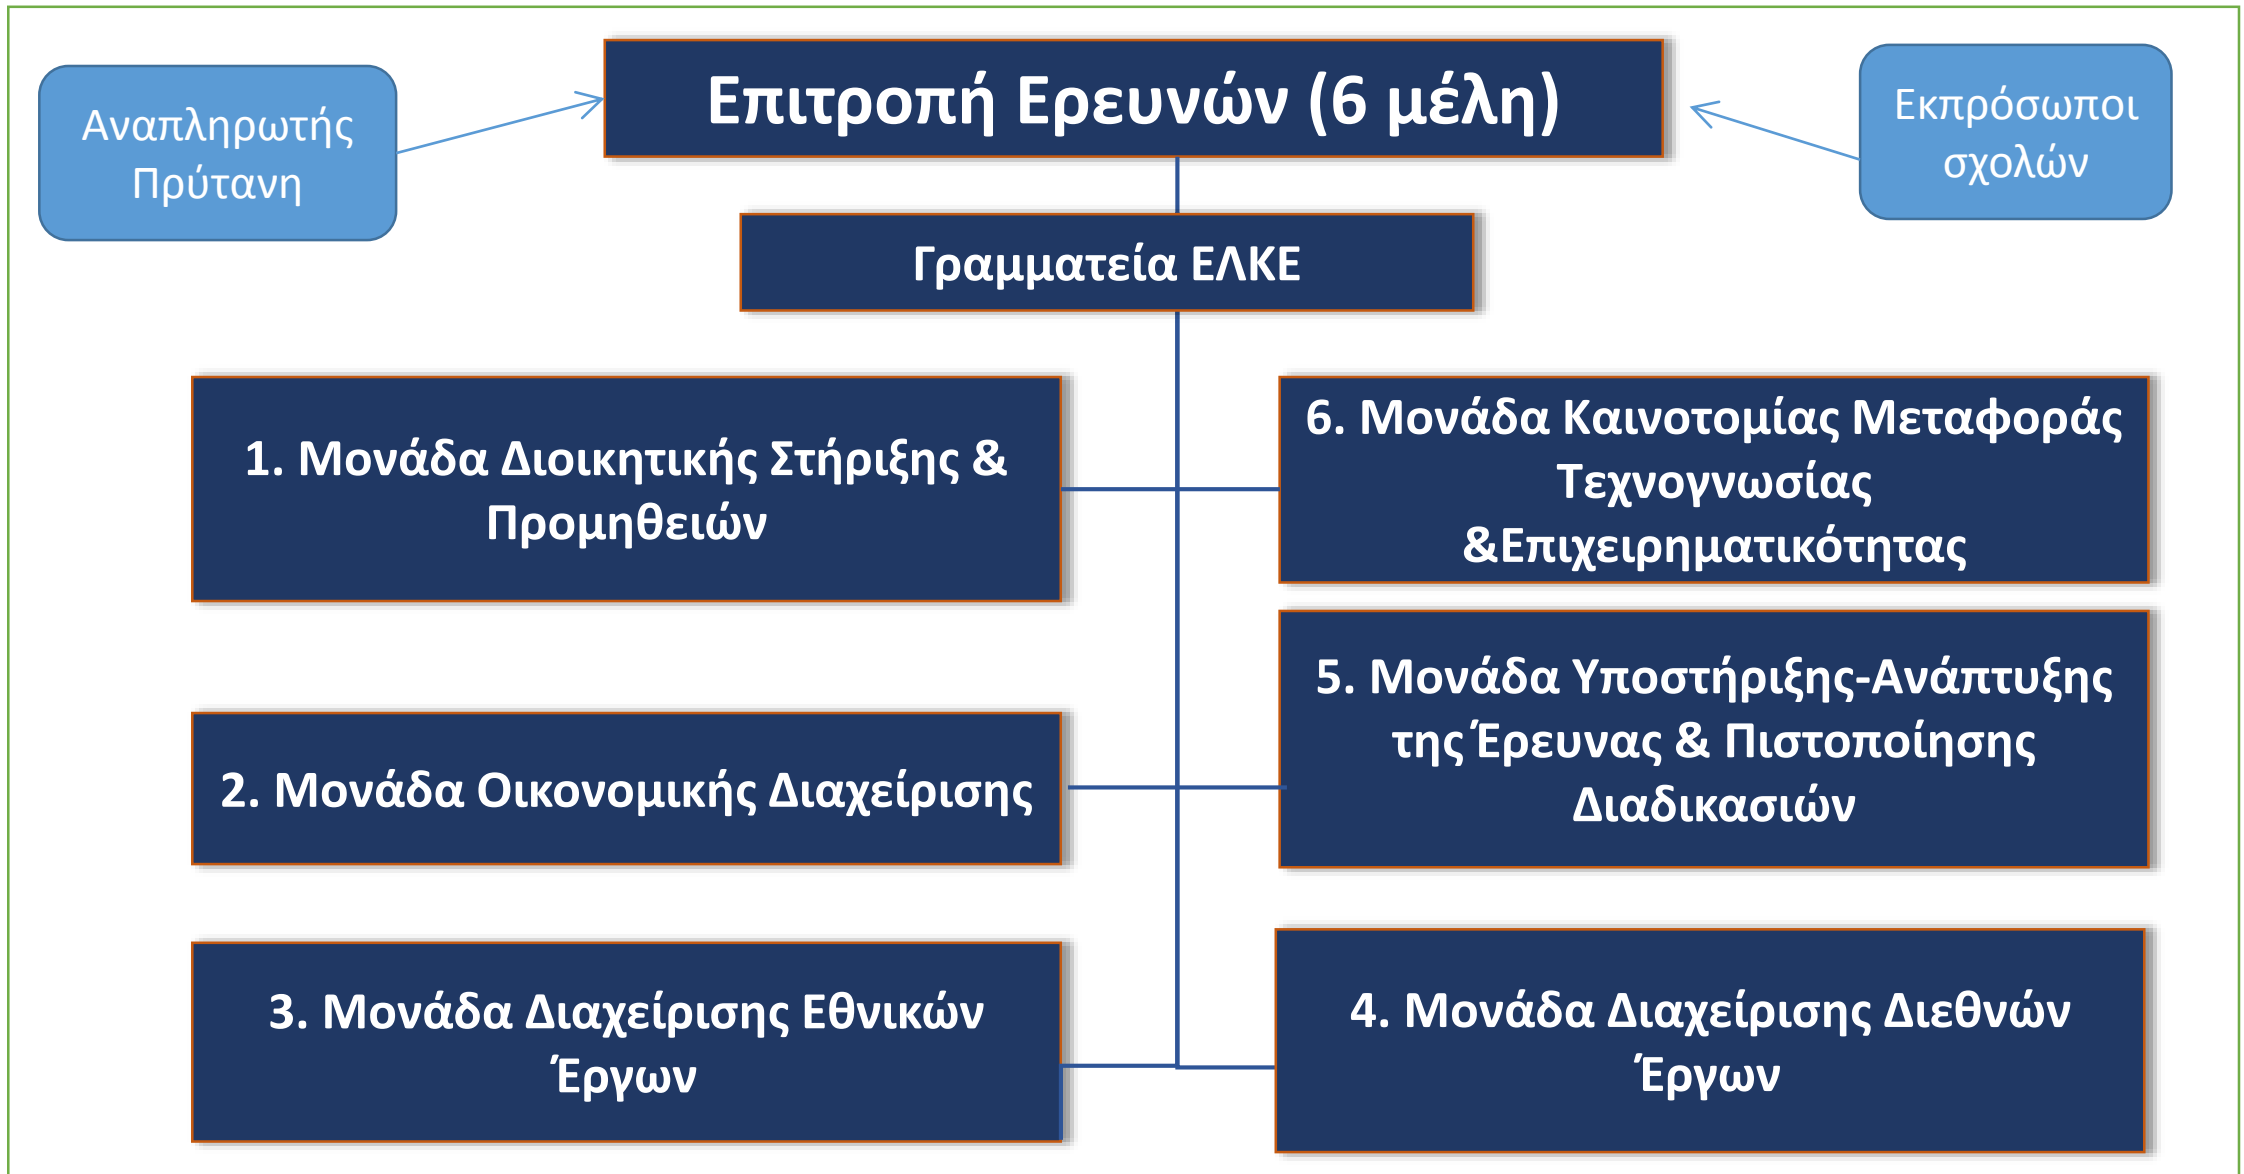 Αναπληρωτής
Πρύτανη
Επιτροπή Ερευνών (6 μέλη)
Εκπρόσωποι
σχολών
Γραμματεία ΕΛΚΕ
1. Μονάδα Διοικητικής Στήριξης &
Προμηθειών
2. Μονάδα Οικονομικής Διαχείρισης
3. Μονάδα Διαχείρισης Εθνικών
Έργων
6. Μονάδα Καινοτομίας Μεταφοράς
Τεχνογνωσίας
&Επιχειρηματικότητας
5. Μονάδα Υποστήριξης-Ανάπτυξης
της Έρευνας & Πιστοποίησης
Διαδικασιών
4. Μονάδα Διαχείρισης Διεθνών
Έργων